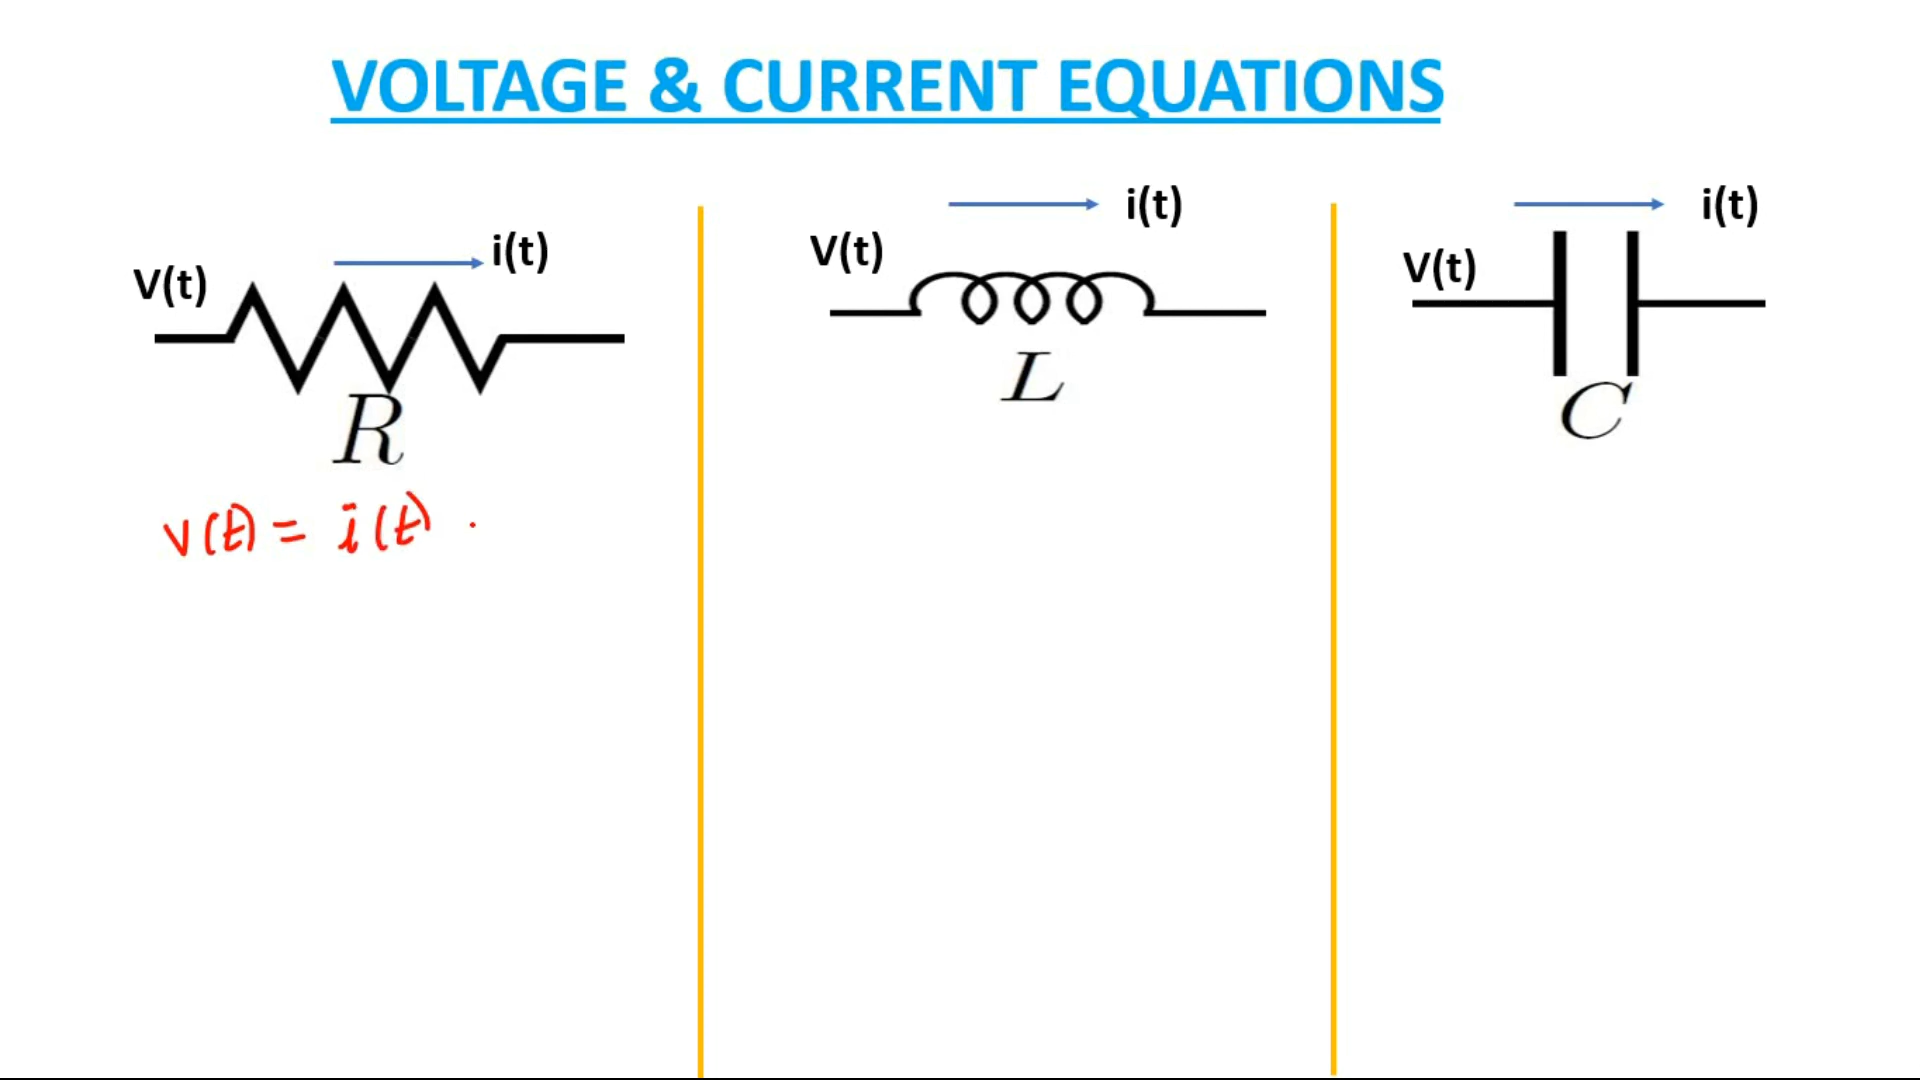 VOLTAGE & CURRENT EQUATIONS
V(t)
i(t)
R
v(t) = i(t) ·
V(t)
i(t)
L
V(t)
i(t)
C